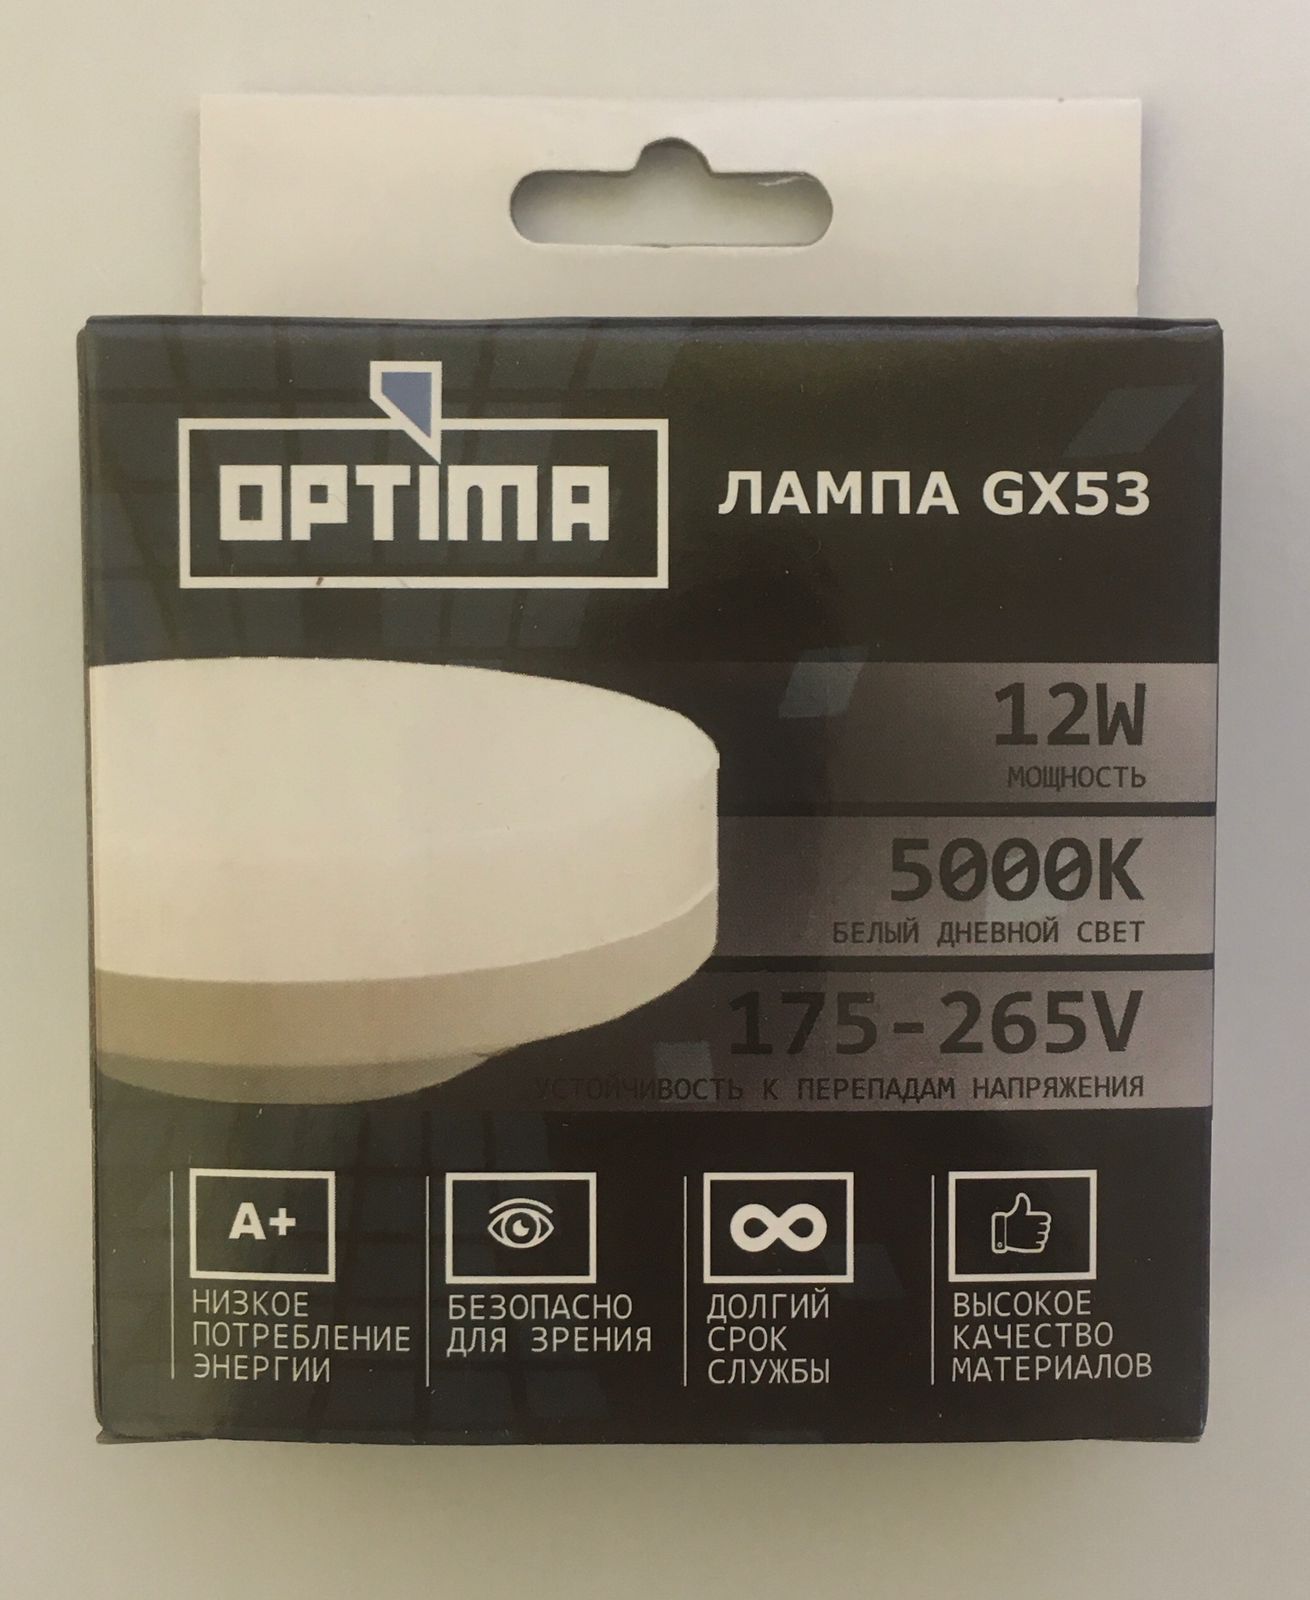 OPTIMA
ЛАМПА GX53
12W
МОЩНОСТЬ
5000K
БЕЛЫЙ ДНЕВНОЙ СВЕТ
175-265V
УСТОЙЧИВОСТЬ К ПЕРЕПАДАМ НАПРЯЖЕНИЯ
A+
НИЗКОЕ
ПОТРЕБЛЕНИЕ
ЭНЕРГИИ
БЕЗОПАСНО
ДЛЯ ЗРЕНИЯ
ДОЛГИЙ
СРОК
СЛУЖБЫ
ВЫСОКОЕ
КАЧЕСТВО
МАТЕРИАЛОВ